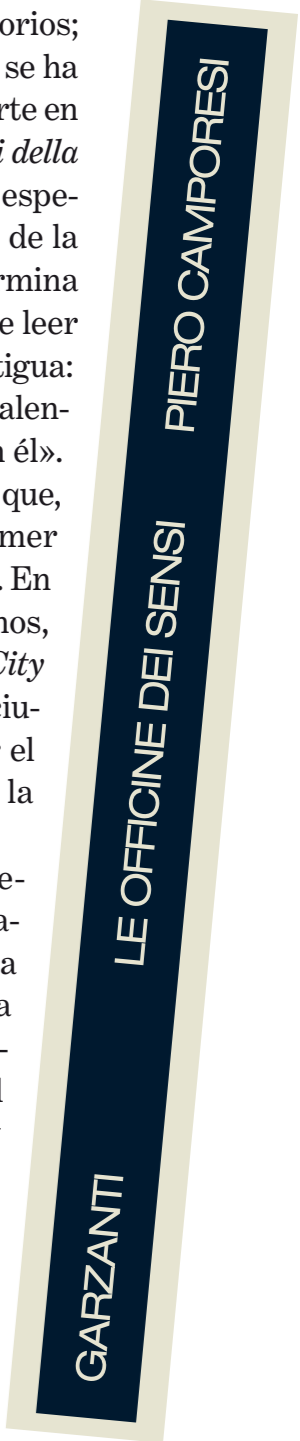 orios;
se ha
rte en
i della
espe-
de la
rmina
e leer
tigua:
alen-
n él».
que,
mer
. En
nos,
City
ciu-
el
la
e-
a-
a
a
-
PIERO CAMPORESI
LE OFFICINE DEI SENSI
GARZANTI